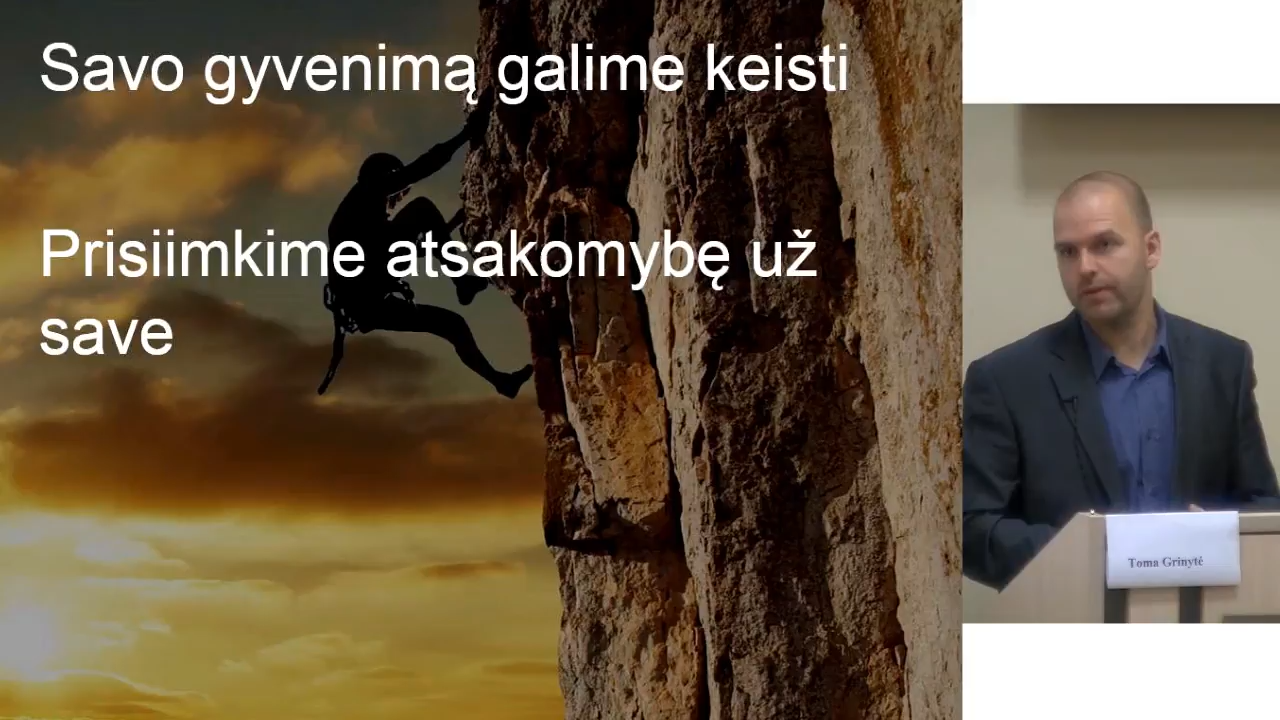 Savo gyvenimą galime keisti
Prisiimkime atsakomybę už
save
Toma Grinytė